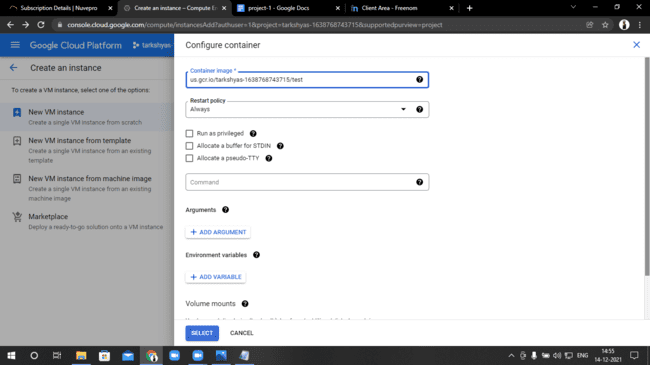 Subscription Details | Nuvepro
Create an instance – Compute E
project-1 - Google Docs
Client Area - Freenom
console.cloud.google.com/compute/instancesAdd?authuser=1&project=tarkshyas-1638768743715&supportedpurview=project
Google Cloud Platform
tarkshyas
Create an instance
To create a VM instance, select one of the options:
New VM instance
Create a single VM instance from scratch
New VM instance from template
Create a single VM instance from an existing
template
New VM instance from machine image
Create a single VM instance from an existing
machine image
Marketplace
Deploy a ready-to-go solution onto a VM instance
Configure container
Container image *
us.gcr.io/tarkshyas-1638768743715/test
Restart policy
Always
Run as privileged
Allocate a buffer for STDIN
Allocate a pseudo-TTY
Command
Arguments
+ ADD ARGUMENT
Environment variables
+ ADD VARIABLE
Volume mounts
SELECT
CANCEL
ENG
14:55
14-12-2021